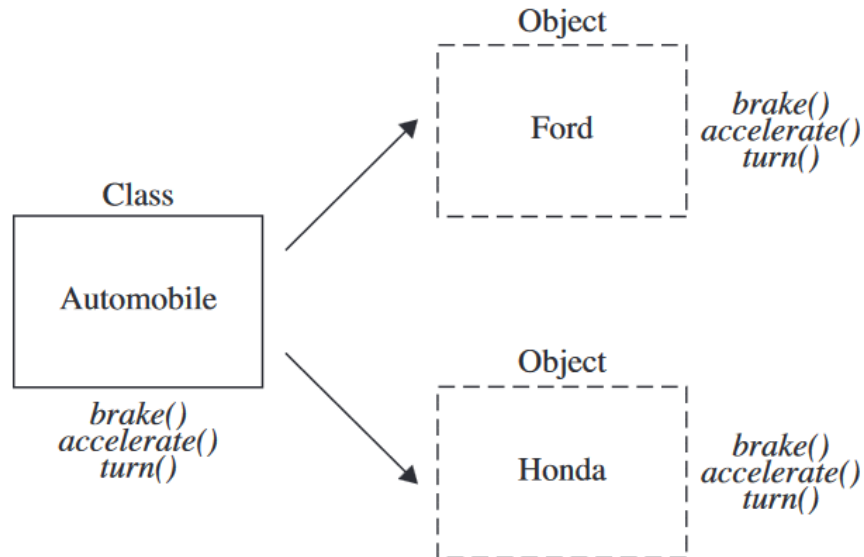 Object
Ford
brake()
accelerate()
turn()
Class
Automobile
brake()
accelerate()
turn()
Object
Honda
brake()
accelerate()
turn()